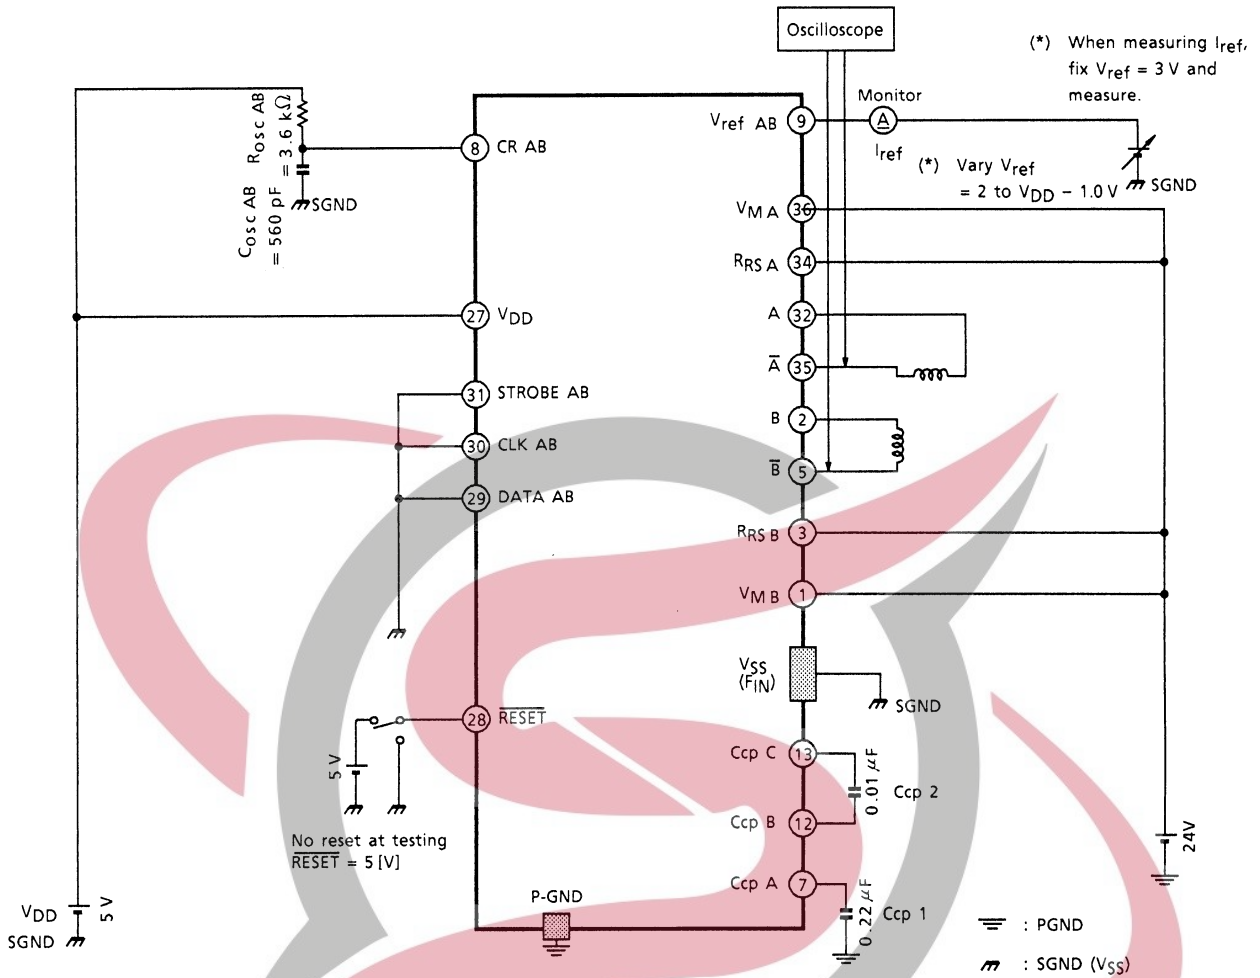 Oscilloscope
(*) When measuring Iref,
fix Vref = 3 V and
measure.
Monitor
A
Iref
(*) Vary Vref
= 2 to VDD − 1.0 V
SGND
Rosc AB
= 3.6 kΩ
Cosc AB
= 560 pF
SGND
8 CR AB
27 VDD
31 STROBE AB
30 CLK AB
29 DATA AB
28 RESET
5 V
No reset at testing
RESET = 5 [V]
VDD
5 V
SGND
P-GND
Vref AB 9
VM A 36
RRS A 34
A 32
A 35
B 2
B 5
RRS B 3
VM B 1
VSS
(FIN)
SGND
Ccp C 13
0.01 μF
Ccp 2
Ccp B 12
Ccp A 7
0.22 μF
Ccp 1
24V
: PGND
: SGND (VSS)